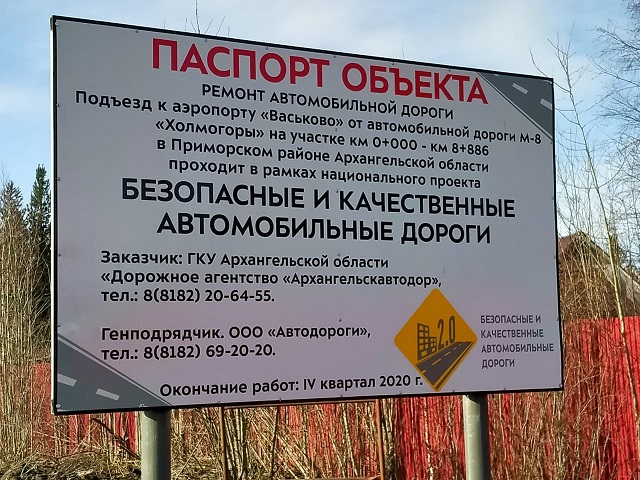 ПАСПОРТ ОБЪЕКТА
РЕМОНТ АВТОМОБИЛЬНОЙ ДОРОГИ
Подъезд к аэропорту «Васьково» от автомобильной дороги М-8
«Холмогоры» на участке км 0+000 - км 8+886
в Приморском районе Архангельской области
проходит в рамках национального проекта
БЕЗОПАСНЫЕ И КАЧЕСТВЕННЫЕ
АВТОМОБИЛЬНЫЕ ДОРОГИ
Заказчик: ГКУ Архангельской области
«Дорожное агентство «Архангельскавтодор»,
тел.: 8(8182) 20-64-55.
Генподрядчик. ООО «Автодороги»,
тел.: 8(8182) 69-20-20.
Окончание работ: IV квартал 2020 г.
2.0
БЕЗОПАСНЫЕ И
КАЧЕСТВЕННЫЕ
АВТОМОБИЛЬНЫЕ
ДОРОГИ